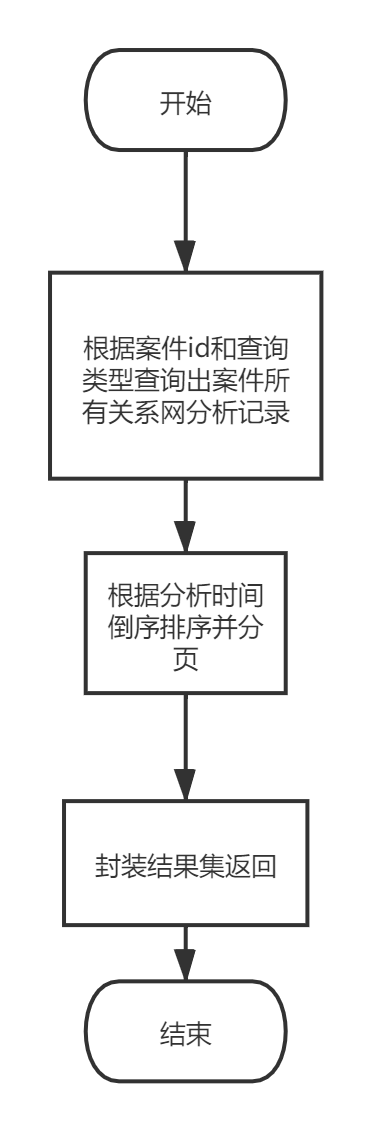 开始
根据案件id和查询
类型查询出案件所
有关系网分析记录
根据分析时间
倒序排序并分
页
封装结果集返回
结束